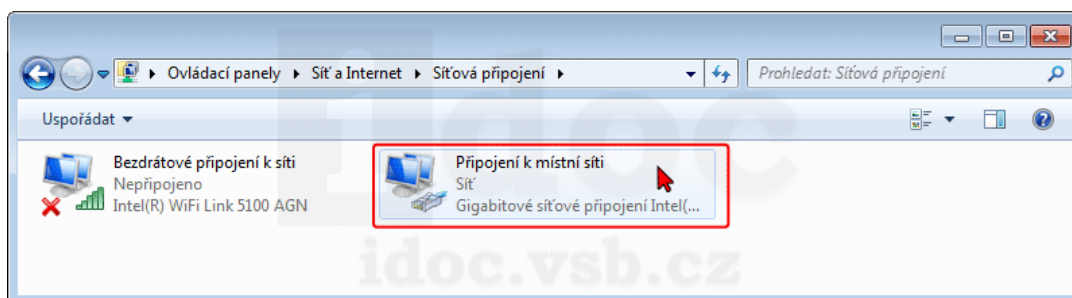 Ovládací panely ▸ Síť a Internet ▸ Síťová připojení ▸
Prohledat: Síťová připojení
Uspořádat
Bezdrátové připojení k síti
Nepřipojeno
Intel(R) WiFi Link 5100 AGN
Připojení k místní síti
Síť
Gigabitové síťové připojení Intel(...
idoc
idoc.vsb.cz